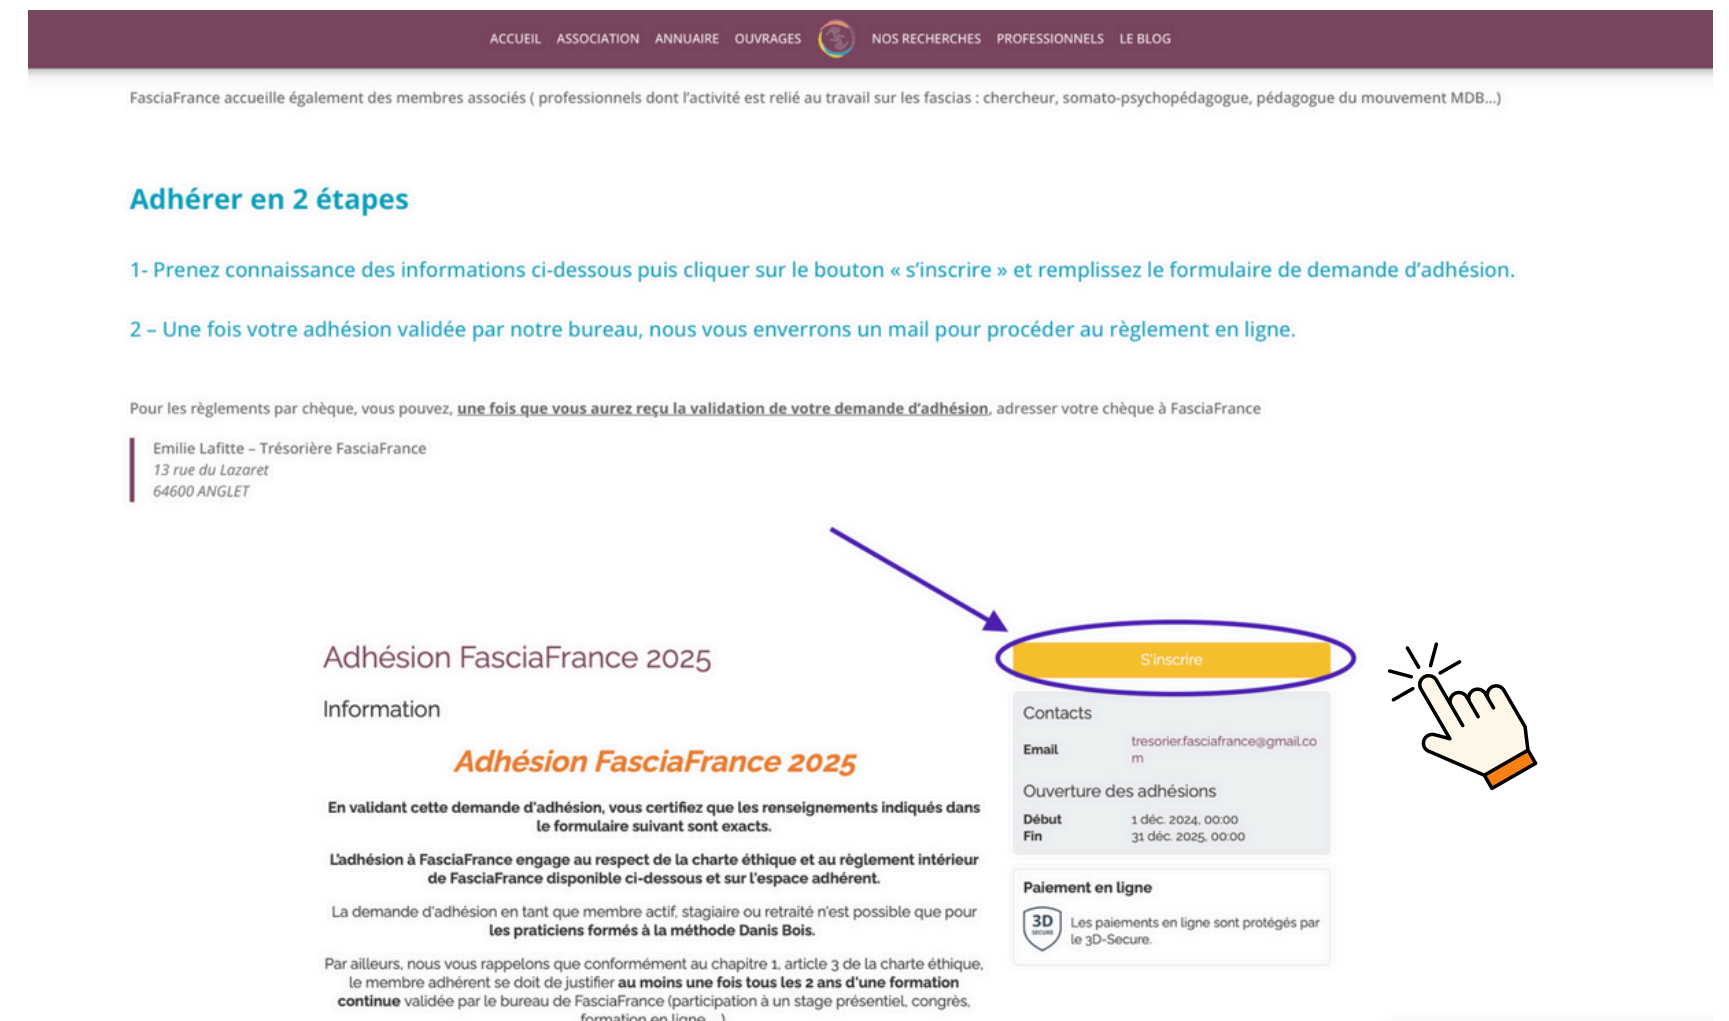 ACCUEIL ASSOCIATION ANNUAIRE OUVRAGES NOS RECHERCHES PROFESSIONNELS LE BLOG
FasciaFrance accueille également des membres associés ( professionnels dont l'activité est relié au travail sur les fascias : chercheur, somato-psychopédagogue, pédagogue du mouvement MDB...)
Adhérer en 2 étapes
1- Prenez connaissance des informations ci-dessous puis cliquer sur le bouton « s'inscrire » et remplissez le formulaire de demande d'adhésion.
2 – Une fois votre adhésion validée par notre bureau, nous vous enverrons un mail pour procéder au règlement en ligne.
Pour les règlements par chèque, vous pouvez, une fois que vous aurez reçu la validation de votre demande d'adhésion, adresser votre chèque à FasciaFrance
Emilie Lafitte – Trésorière FasciaFrance
13 rue du Lazaret
64600 ANGLET
Adhésion FasciaFrance 2025
Information
Adhésion FasciaFrance 2025
En validant cette demande d'adhésion, vous certifiez que les renseignements indiqués dans
le formulaire suivant sont exacts.
L'adhésion à FasciaFrance engage au respect de la charte éthique et au règlement intérieur
de FasciaFrance disponible ci-dessous et sur l'espace adhérent.
La demande d'adhésion en tant que membre actif, stagiaire ou retraité n'est possible que pour
les praticiens formés à la méthode Danis Bois.
Par ailleurs, nous vous rappelons que conformément au chapitre 1, article 3 de la charte éthique,
le membre adhérent se doit de justifier au moins une fois tous les 2 ans d'une formation
continue validée par le bureau de FasciaFrance (participation à un stage présentiel, congrès,
formation en ligne ...)
S'inscrire
Contacts
Email tresorier.fasciafrance@gmail.co
m
Ouverture des adhésions
Début 1 déc. 2024, 00:00
Fin 31 déc. 2025, 00:00
Paiement en ligne
3D
SECURE
Les paiements en ligne sont protégés par
le 3D-Secure.